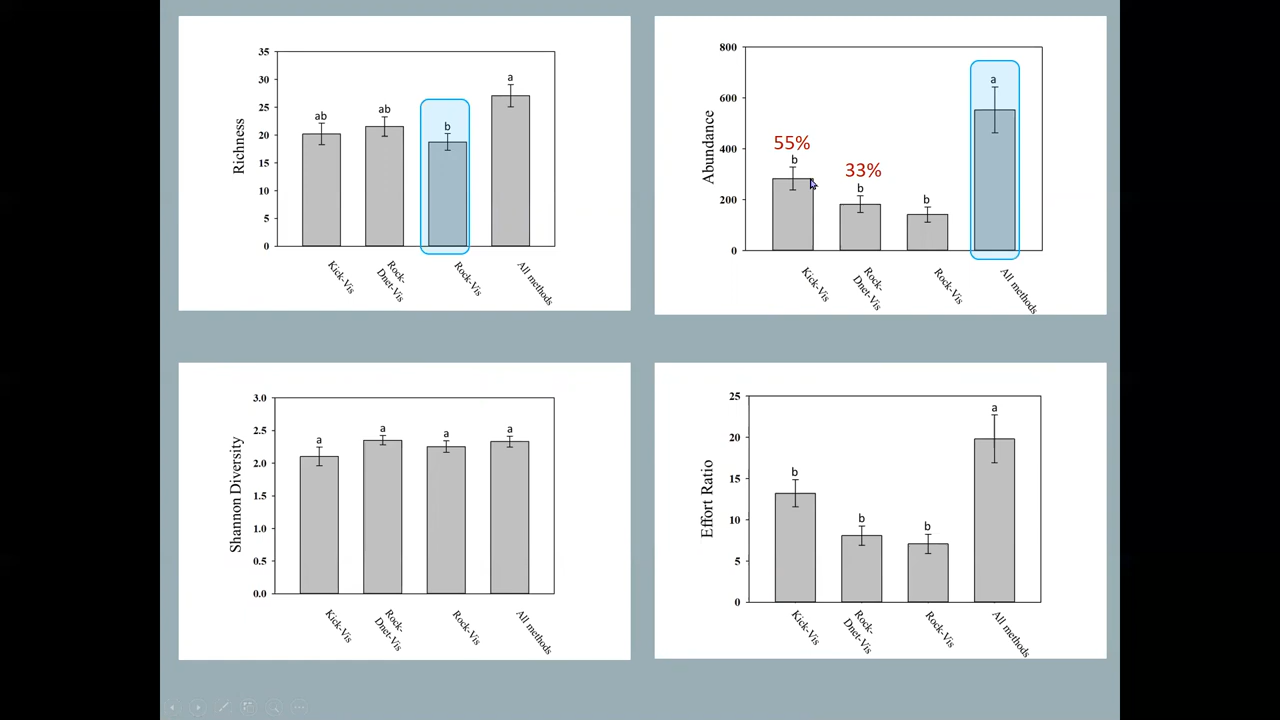 Richness
35
30
25
20
15
10
5
0
ab
ab
b
a
Kick-Vis
Rock-
Dnet-Vis
Rock-Vis
All methods
Abundance
800
600
400
200
0
55%
b
33%
b
b
a
Kick-Vis
Rock-
Dnet-Vis
Rock-Vis
All methods
Shannon Diversity
3.0
2.5
2.0
1.5
1.0
0.5
0.0
a
a
a
a
Kick-Vis
Rock-
Dnet-Vis
Rock-Vis
All methods
Effort Ratio
25
20
15
10
5
0
b
b
b
a
Kick-Vis
Rock-
Dnet-Vis
Rock-Vis
All methods